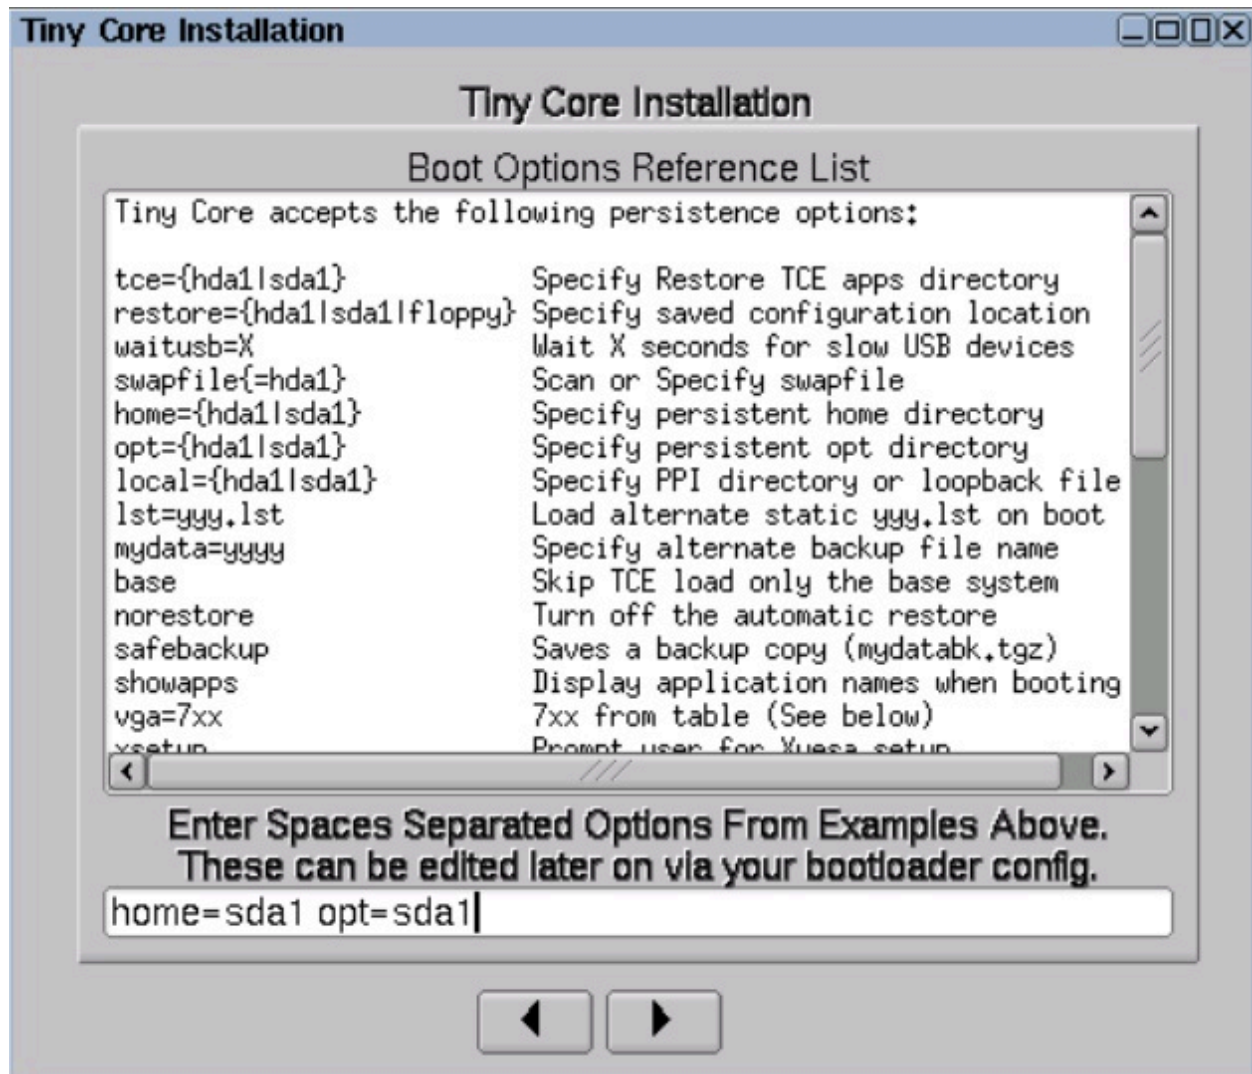 Tiny Core Installation
Tiny Core Installation
Boot Options Reference List
Tiny Core accepts the following persistence options:
tce={hda1|sda1} Specify Restore TCE apps directory
restore={hda1|sda1|floppy} Specify saved configuration location
waitusb=X Wait X seconds for slow USB devices
swapfile{=hda1} Scan or Specify swapfile
home={hda1|sda1} Specify persistent home directory
opt={hda1|sda1} Specify persistent opt directory
local={hda1|sda1} Specify PPI directory or loopback file
lst=yyy.lst Load alternate static yyy.lst on boot
mydata=yyyy Specify alternate backup file name
base Skip TCE load only the base system
norestore Turn off the automatic restore
safebackup Saves a backup copy (mydatabk.tgz)
showapps Display application names when booting
vga=7xx 7xx from table (See below)
xsetup Prompt user for Xvesa setup
Enter Spaces Separated Options From Examples Above.
These can be edited later on via your bootloader config.
home=sda1 opt=sda1